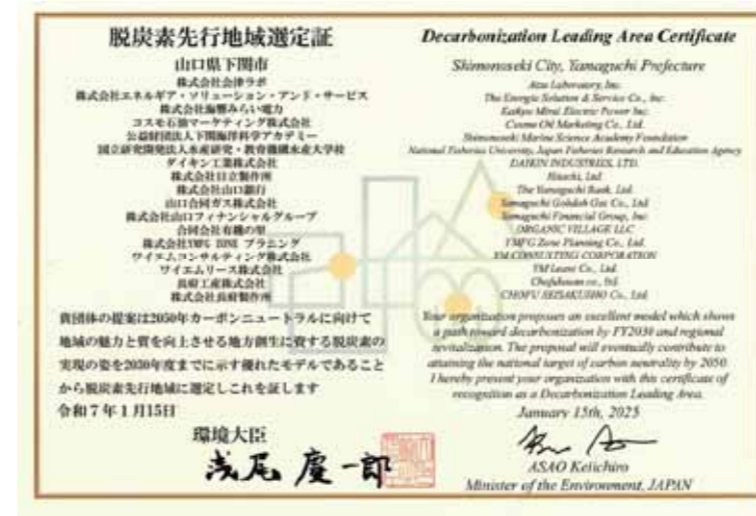 脱炭素先行地域選定証
山口県下関市
株式会社会津ラボ
株式会社エネルギア・ソリューション・アンド・サービス
株式会社海響みらい電力
コスモ石油マーケティング株式会社
公益財団法人下関海洋科学アカデミー
国立研究開発法人水産研究・教育機構水産大学校
ダイキン工業株式会社
株式会社日立製作所
株式会社山口銀行
山口合同ガス株式会社
株式会社山口フィナンシャルグループ
合同会社有機の里
株式会社YMFG ZONE プラニング
ワイエムコンサルティング株式会社
ワイエムリース株式会社
長府工産株式会社
株式会社長府製作所
貴団体の提案は2050年カーボンニュートラルに向けて
地域の魅力と質を向上させる地方創生に資する脱炭素の
実現の姿を2030年度までに示す優れたモデルであること
から脱炭素先行地域に選定しこれを証します
令和7年1月15日
環境大臣
浅尾慶一郎
Decarbonization Leading Area Certificate
Shimonoseki City, Yamaguchi Prefecture
Aizu Laboratory, Inc.
The Energia Solution & Service Co., Inc.
Kaikyo Mirai Electric Power Inc.
Cosmo Oil Marketing Co., Ltd.
Shimonoseki Marine Science Academy Foundation
National Fisheries University, Japan Fisheries Research and Education Agency
DAIKIN INDUSTRIES, LTD.
Hitachi, Ltd.
The Yamaguchi Bank, Ltd.
Yamaguchi Gohdoh Gas Co., Ltd
Yamaguchi Financial Group, Inc.
ORGANIC VILLAGE LLC
YMFG Zone Planning Co., Ltd.
YM CONSULTING CORPORATION
YM Lease Co., Ltd.
Chofukosan co., ltd.
CHOFU SEISAKUSHO Co., Ltd.
Your organization proposes an excellent model which shows
a path toward decarbonization by FY2030 and regional
revitalization. The proposal will eventually contribute to
attaining the national target of carbon neutrality by 2050.
I hereby present your organization with this certificate of
recognition as a Decarbonization Leading Area.
January 15th, 2025
ASAO Keiichiro
Minister of the Environment, JAPAN